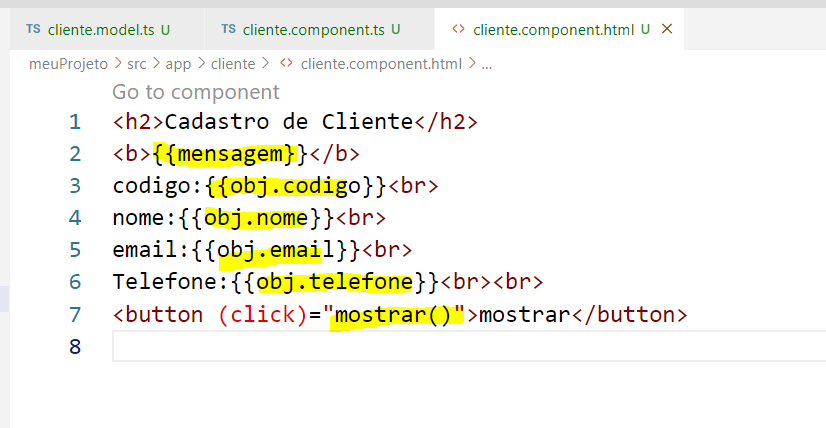 TS cliente.model.ts U TS cliente.component.ts U <> cliente.component.html U ×
meuProjeto > src > app > cliente > <> cliente.component.html > ...
Go to component
1 <h2>Cadastro de Cliente</h2>
2 <b>{{mensagem}}</b>
3 codigo:{{obj.codigo}}<br>
4 nome:{{obj.nome}}<br>
5 email:{{obj.email}}<br>
6 Telefone:{{obj.telefone}}<br><br>
7 <button (click)="mostrar()">mostrar</button>
8